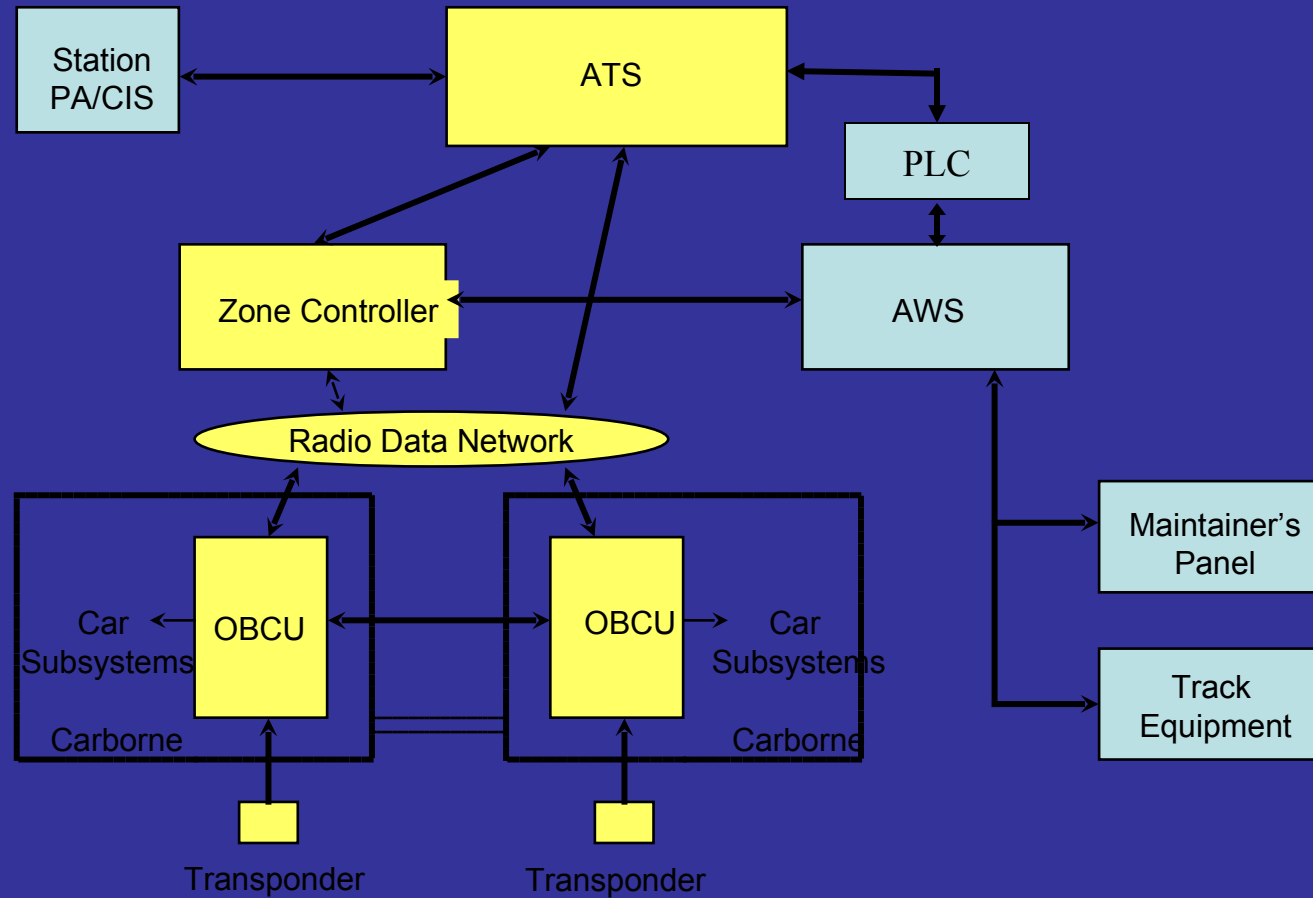 Station
PA/CIS
ATS
PLC
Zone Controller
AWS
Radio Data Network
Maintainer’s
Panel
Car
Subsystems
OBCU
OBCU
Car
Subsystems
Track
Equipment
Carborne
Carborne
Transponder
Transponder